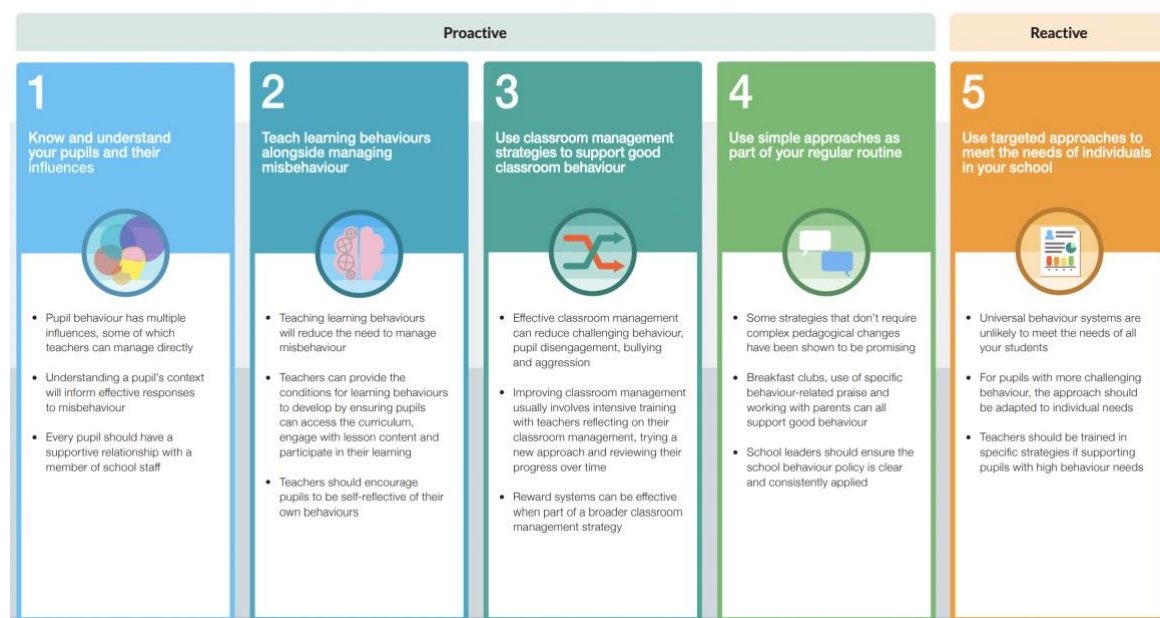 Proactive
Reactive
1
Know and understand
your pupils and their
influences
• Pupil behaviour has multiple
influences, some of which
teachers can manage directly
• Understanding a pupil's context
will inform effective responses
to misbehaviour
• Every pupil should have a
supportive relationship with a
member of school staff
2
Teach learning behaviours
alongside managing
misbehaviour
• Teaching learning behaviours
will reduce the need to manage
misbehaviour
• Teachers can provide the
conditions for learning behaviours
to develop by ensuring pupils
can access the curriculum,
engage with lesson content and
participate in their learning
• Teachers should encourage
pupils to be self-reflective of their
own behaviours
3
Use classroom management
strategies to support good
classroom behaviour
• Effective classroom management
can reduce challenging behaviour,
pupil disengagement, bullying
and aggression
• Improving classroom management
usually involves intensive training
with teachers reflecting on their
classroom management, trying a
new approach and reviewing their
progress over time
• Reward systems can be effective
when part of a broader classroom
management strategy
4
Use simple approaches as
part of your regular routine
• Some strategies that don't require
complex pedagogical changes
have been shown to be promising
• Breakfast clubs, use of specific
behaviour-related praise and
working with parents can all
support good behaviour
• School leaders should ensure the
school behaviour policy is clear
and consistently applied
5
Use targeted approaches to
meet the needs of individuals
in your school
• Universal behaviour systems are
unlikely to meet the needs of all
your students
• For pupils with more challenging
behaviour, the approach should
be adapted to individual needs
• Teachers should be trained in
specific strategies if supporting
pupils with high behaviour needs